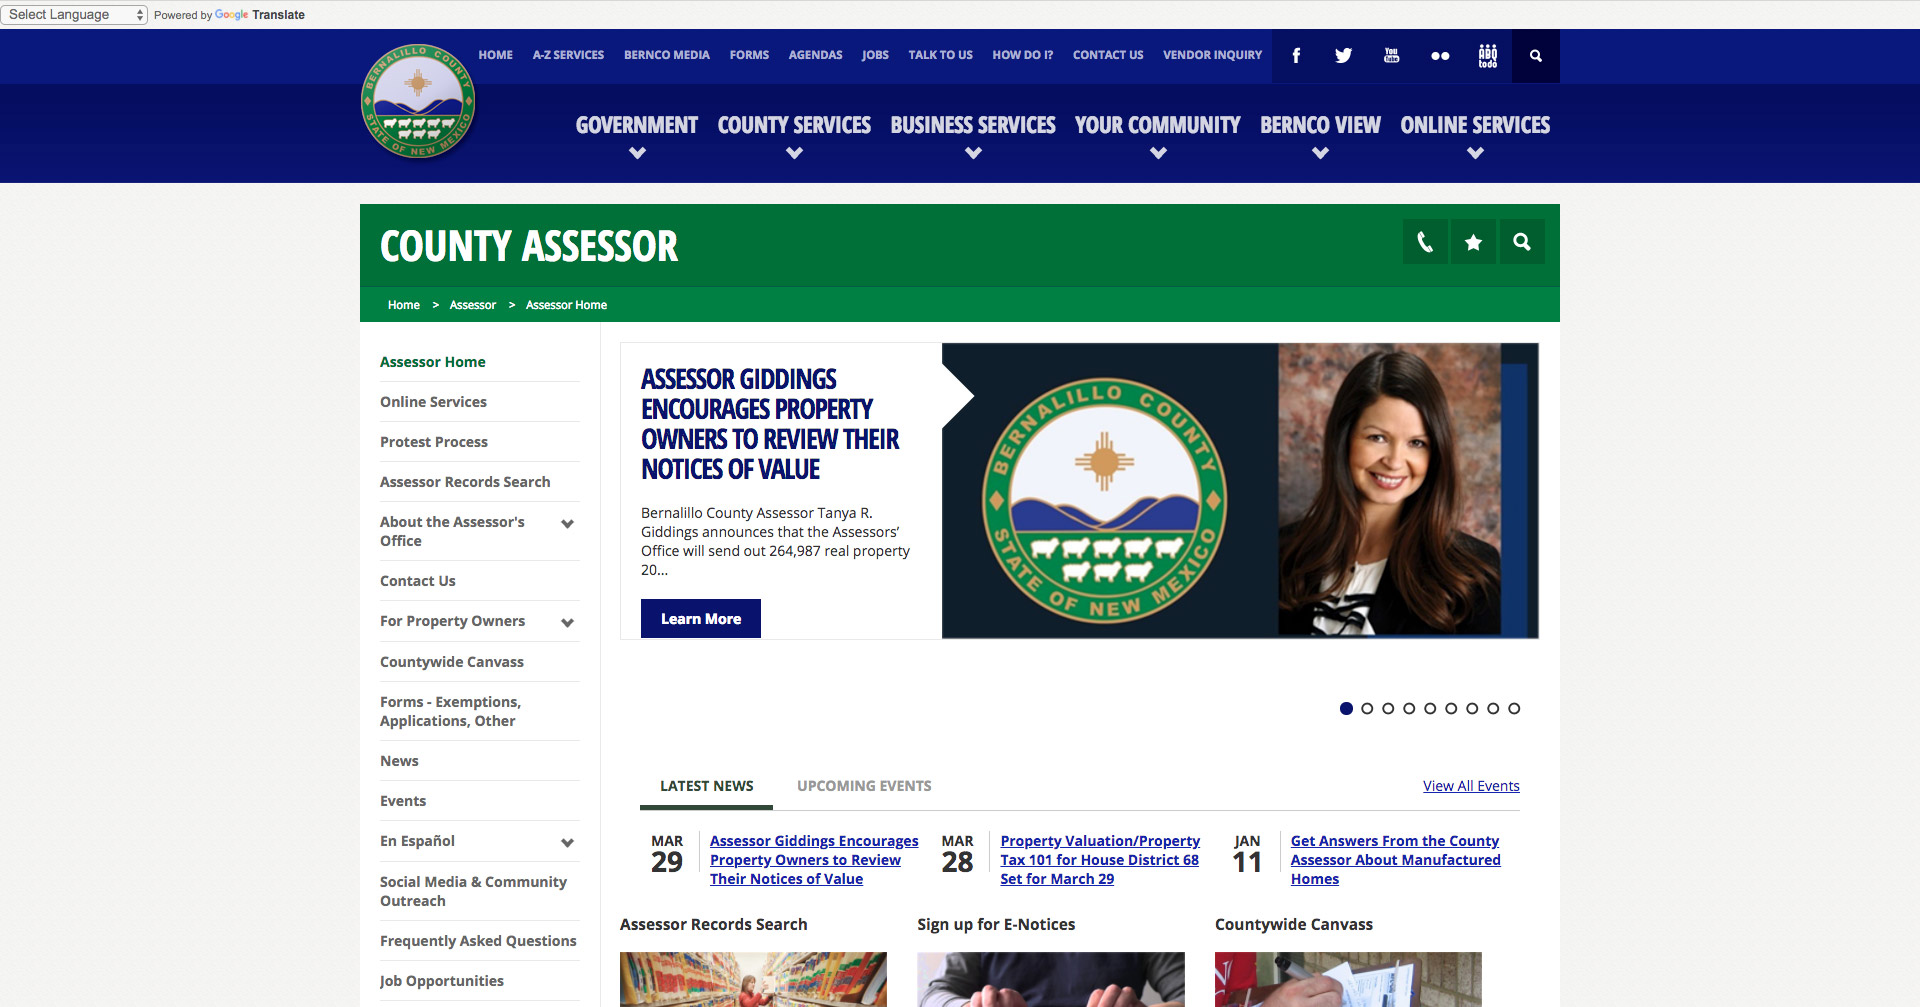 Select Language
Powered by Google Translate
HOME
A-Z SERVICES
BERNCO MEDIA
FORMS
AGENDAS
JOBS
TALK TO US
HOW DO I?
CONTACT US
VENDOR INQUIRY
You Tube
ABQ todo
BERNALILLO COUNTY
STATE OF NEW MEXICO
GOVERNMENT
COUNTY SERVICES
BUSINESS SERVICES
YOUR COMMUNITY
BERNCO VIEW
ONLINE SERVICES
COUNTY ASSESSOR
Home > Assessor > Assessor Home
Assessor Home
Online Services
Protest Process
Assessor Records Search
About the Assessor's
Office
Contact Us
For Property Owners
Countywide Canvass
Forms - Exemptions,
Applications, Other
News
Events
En Español
Social Media & Community
Outreach
Frequently Asked Questions
Job Opportunities
ASSESSOR GIDDINGS
ENCOURAGES PROPERTY
OWNERS TO REVIEW THEIR
NOTICES OF VALUE
Bernalillo County Assessor Tanya R.
Giddings announces that the Assessors’
Office will send out 264,987 real property
20...
Learn More
BERNALILLO COUNTY
STATE OF NEW MEXICO
LATEST NEWS
UPCOMING EVENTS
View All Events
MAR
29
Assessor Giddings Encourages
Property Owners to Review
Their Notices of Value
MAR
28
Property Valuation/Property
Tax 101 for House District 68
Set for March 29
JAN
11
Get Answers From the County
Assessor About Manufactured
Homes
Assessor Records Search
Sign up for E-Notices
Countywide Canvass